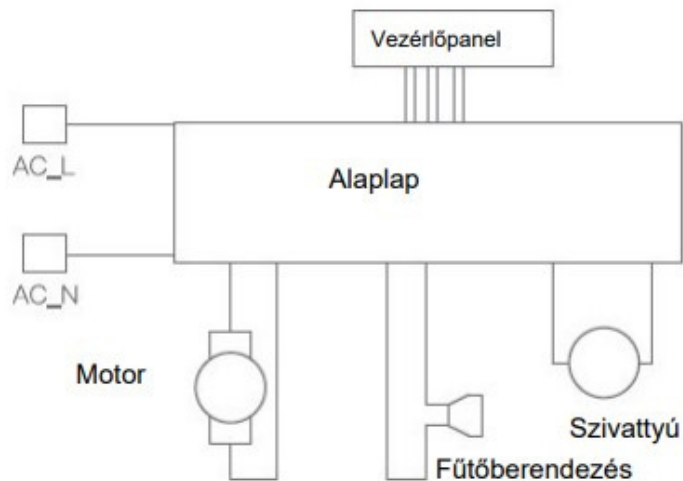 Vezérlőpanel
AC_L
Alaplap
AC_N
Motor
Szivattyú
Fűtőberendezés